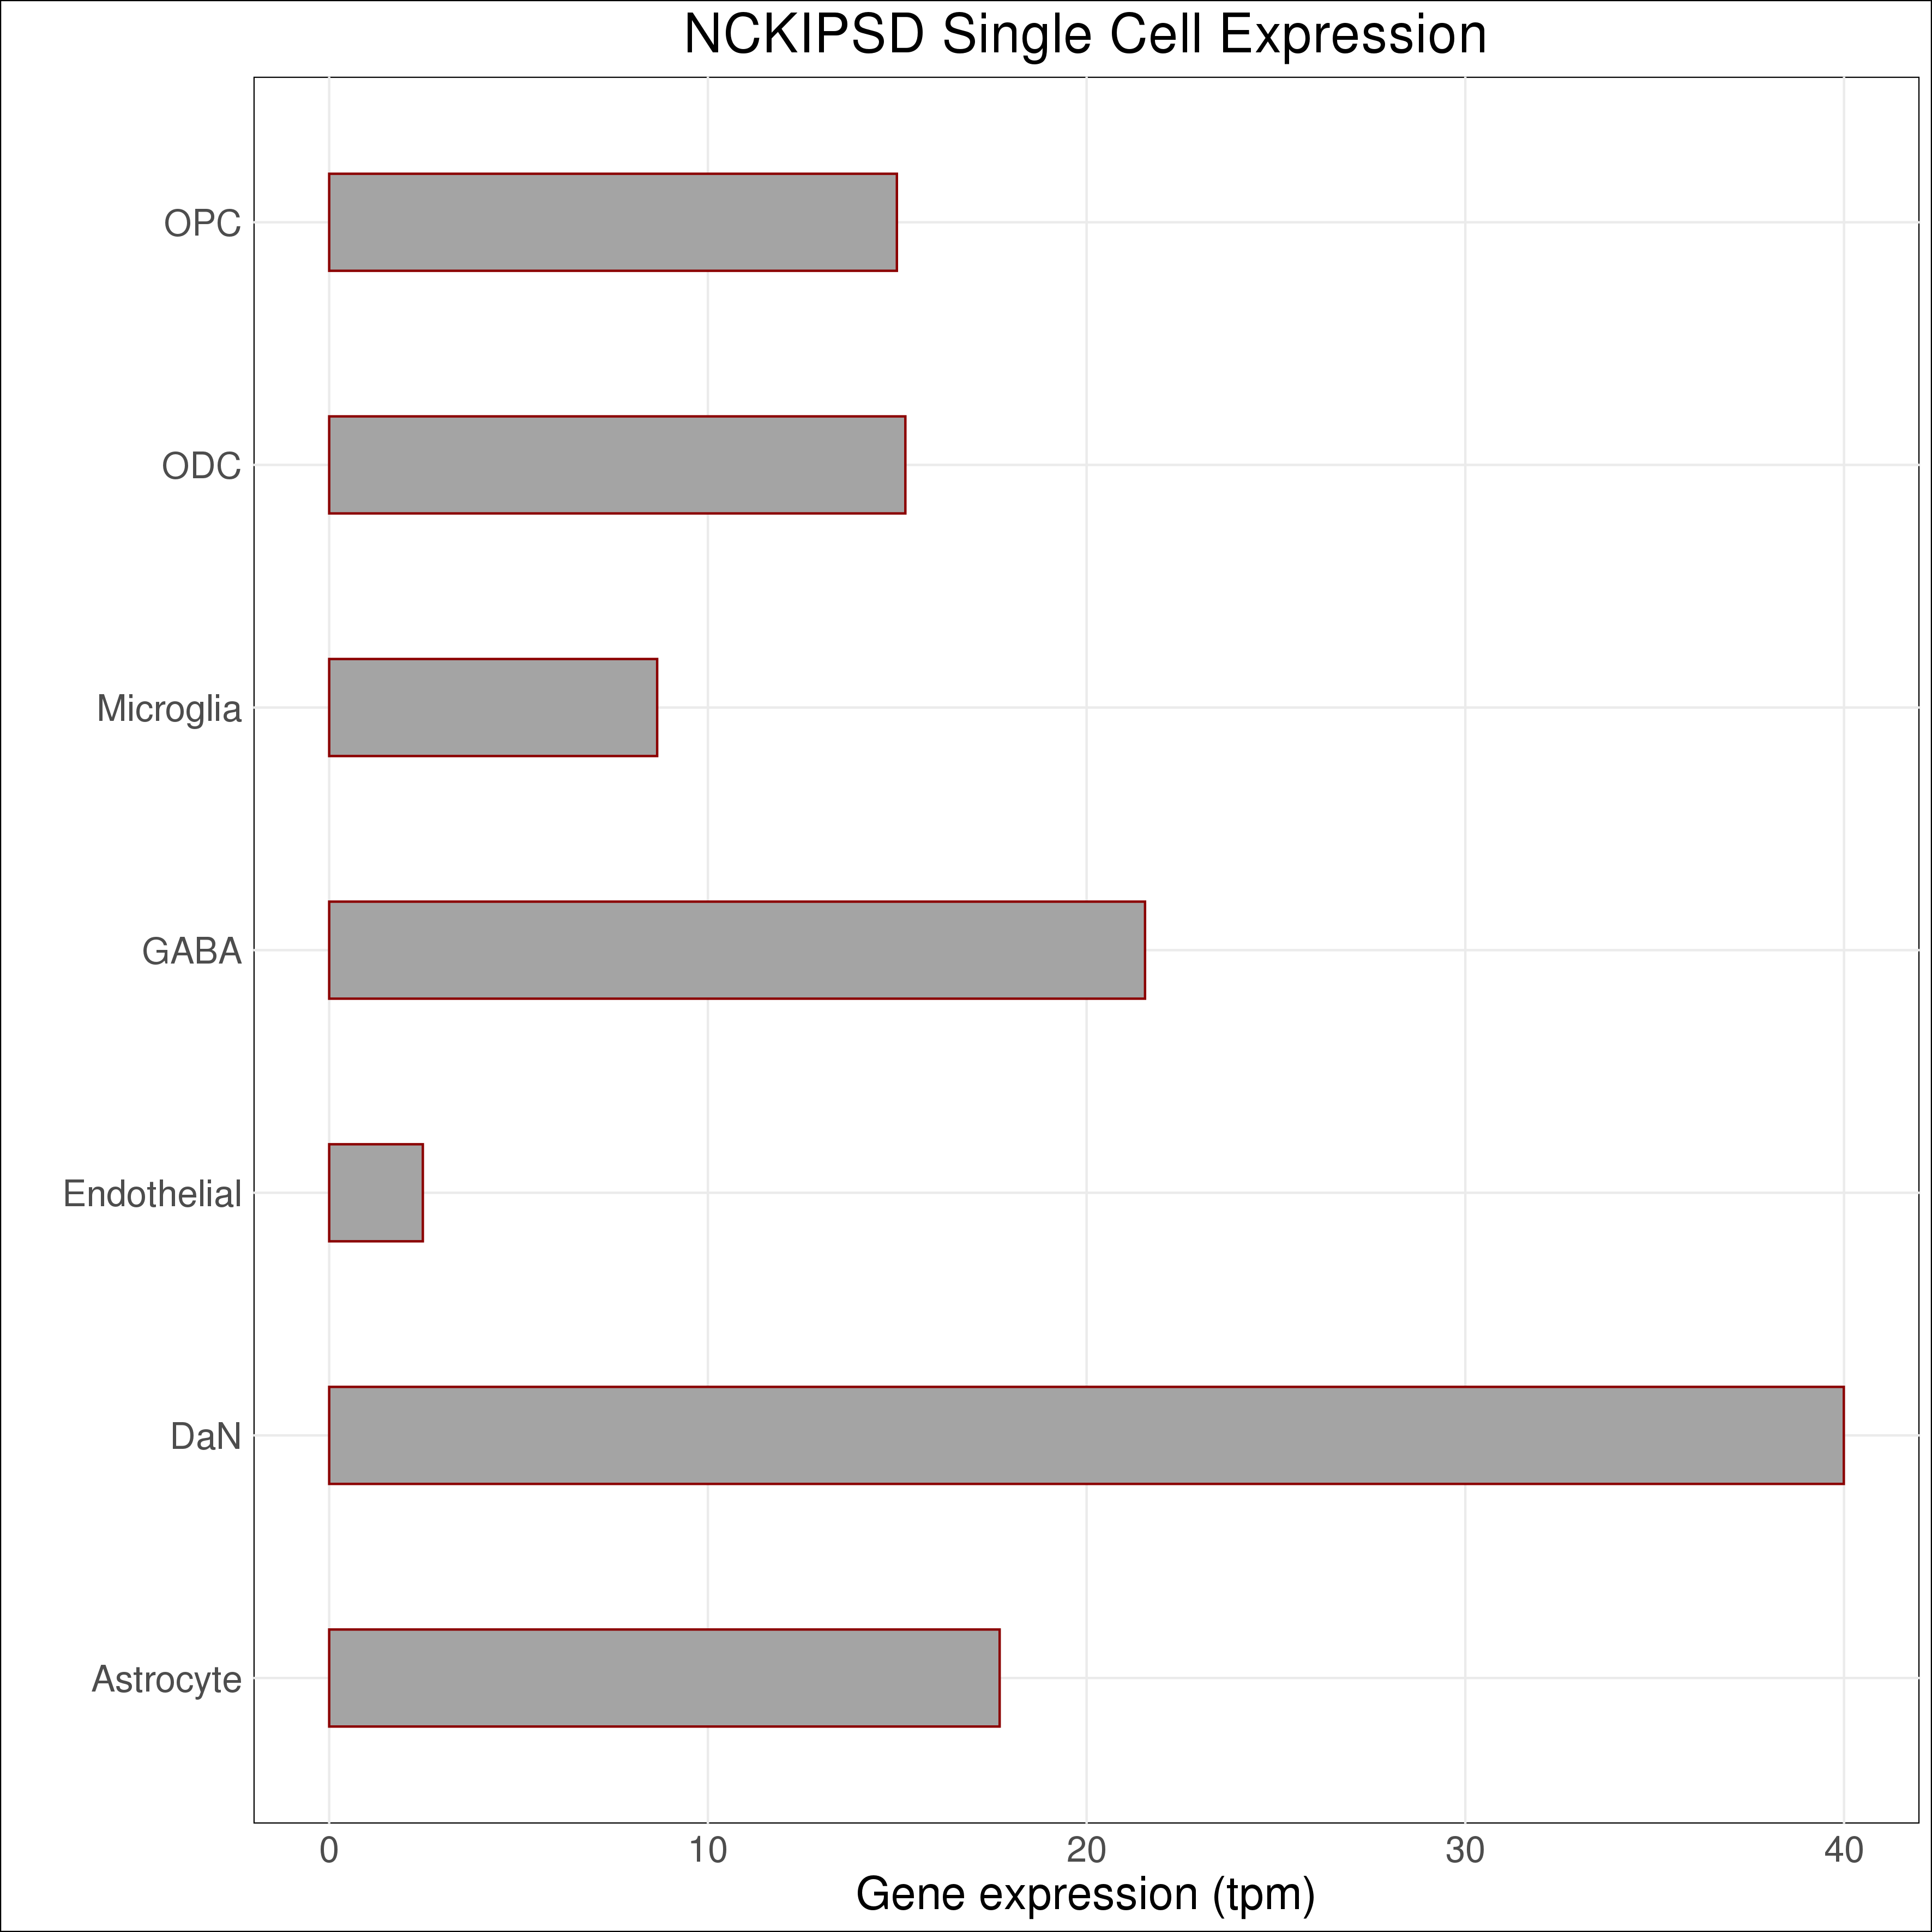 NCKIPSD Single Cell Expression
OPC
ODC
Microglia
GABA
Endothelial
DaN
Astrocyte
0 10 20 30 40
Gene expression (tpm)